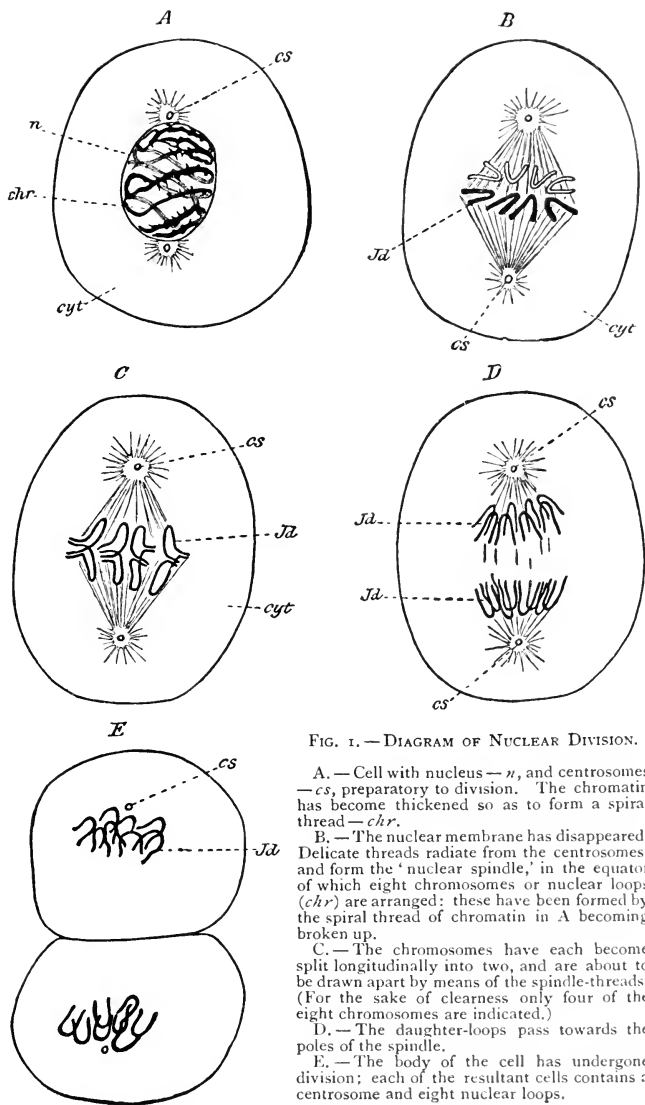 A
B
cs
n
chr
Jd
cyt
cs
cyt
C
D
cs
cs
Jd
Jd
Jd
cyt
cs
E
cs
Jd
FIG. 1.—DIAGRAM OF NUCLEAR DIVISION.
A.—Cell with nucleus—n, and centrosomes
—cs, preparatory to division. The chromatin
has become thickened so as to form a spiral
thread—chr.
B.—The nuclear membrane has disappeared.
Delicate threads radiate from the centrosomes,
and form the ‘nuclear spindle,’ in the equator
of which eight chromosomes or nuclear loops
(chr) are arranged: these have been formed by
the spiral thread of chromatin in A becoming
broken up.
C.—The chromosomes have each become
split longitudinally into two, and are about to
be drawn apart by means of the spindle-threads.
(For the sake of clearness only four of the
eight chromosomes are indicated.)
D.—The daughter-loops pass towards the
poles of the spindle.
E.—The body of the cell has undergone
division; each of the resultant cells contains a
centrosome and eight nuclear loops.